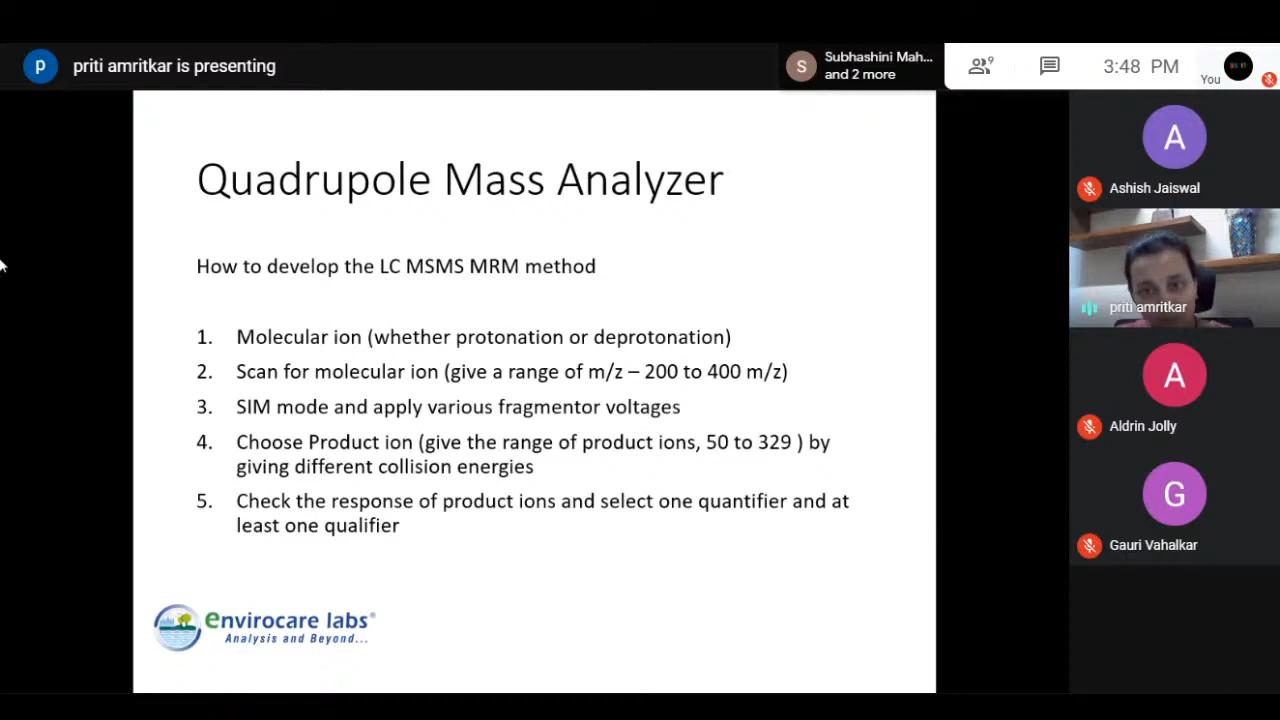 p
priti amritkar is presenting
S
Subhashini Mah...
and 2 more
9
3:48 PM
You
Quadrupole Mass Analyzer
How to develop the LC MSMS MRM method
1. Molecular ion (whether protonation or deprotonation)
2. Scan for molecular ion (give a range of m/z – 200 to 400 m/z)
3. SIM mode and apply various fragmentor voltages
4. Choose Product ion (give the range of product ions, 50 to 329 ) by
giving different collision energies
5. Check the response of product ions and select one quantifier and at
least one qualifier
envirocare labs®
Analysis and Beyond...
A
Ashish Jaiswal
priti amritkar
A
Aldrin Jolly
G
Gauri Vahalkar